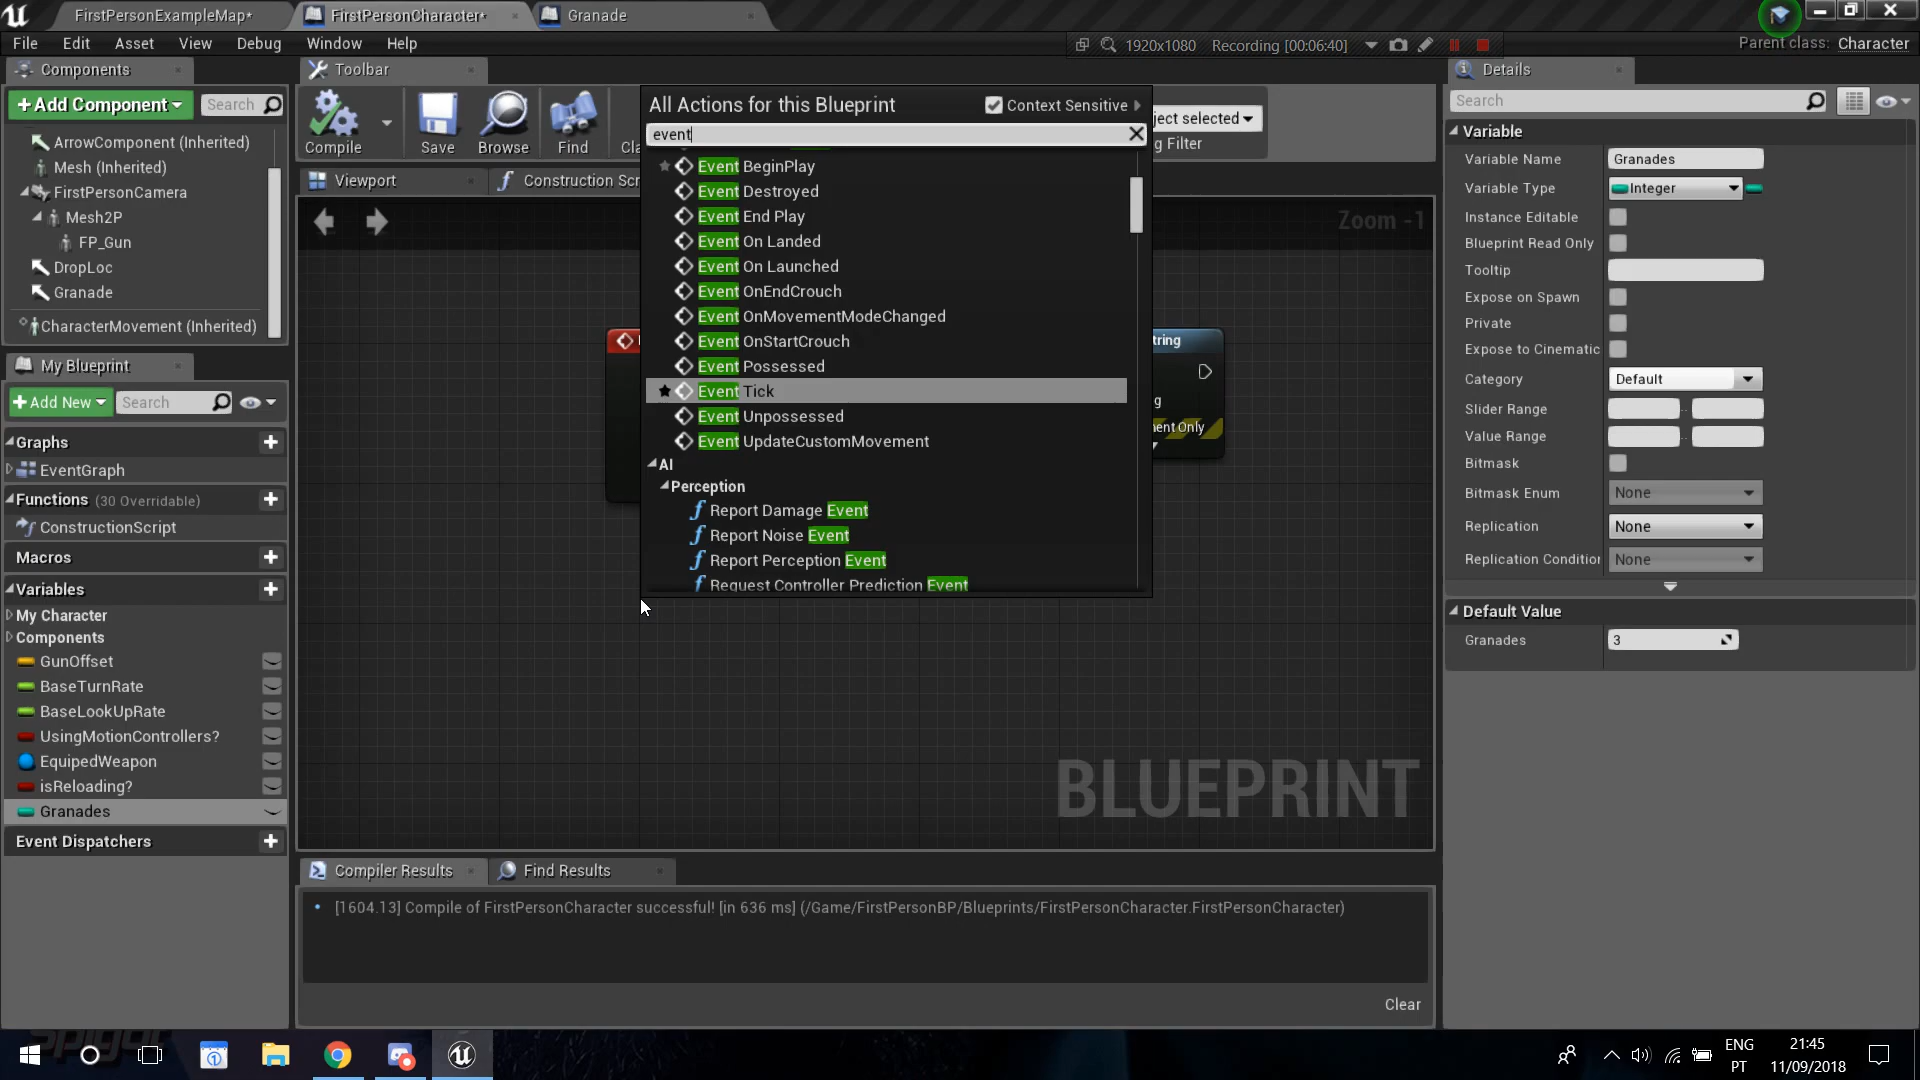 FirstPersonExampleMap*
FirstPersonCharacter*
Granade
File Edit Asset View Debug Window Help
1920x1080 Recording [00:06:40]
Parent class: Character
Components
Toolbar
Details
+Add Component
Search
Compile
Save
Browse
Find
ject selected
g Filter
All Actions for this Blueprint
Context Sensitive
event
Search
ArrowComponent (Inherited)
Mesh (Inherited)
FirstPersonCamera
Mesh2P
FP_Gun
DropLoc
Granade
CharacterMovement (Inherited)
Viewport
Construction Scr
Zoom -1
Event BeginPlay
Event Destroyed
Event End Play
Event On Landed
Event On Launched
Event OnEndCrouch
Event OnMovementModeChanged
Event OnStartCrouch
Event Possessed
Event Tick
Event Unpossessed
Event UpdateCustomMovement
AI
Perception
Report Damage Event
Report Noise Event
Report Perception Event
Request Controller Prediction Event
tring
g
ment Only
BLUEPRINT
My Blueprint
+Add New
Search
Graphs
EventGraph
Functions (30 Overridable)
ConstructionScript
Macros
Variables
My Character
Components
GunOffset
BaseTurnRate
BaseLookUpRate
UsingMotionControllers?
EquipedWeapon
isReloading?
Granades
Event Dispatchers
Variable
Variable Name Granades
Variable Type Integer
Instance Editable
Blueprint Read Only
Tooltip
Expose on Spawn
Private
Expose to Cinematic
Category Default
Slider Range
Value Range
Bitmask
Bitmask Enum None
Replication None
Replication Condition None
Default Value
Granades 3
Compiler Results
Find Results
[1604.13] Compile of FirstPersonCharacter successful! [in 636 ms] (/Game/FirstPersonBP/Blueprints/FirstPersonCharacter.FirstPersonCharacter)
Clear
ENG
PT
21:45
11/09/2018